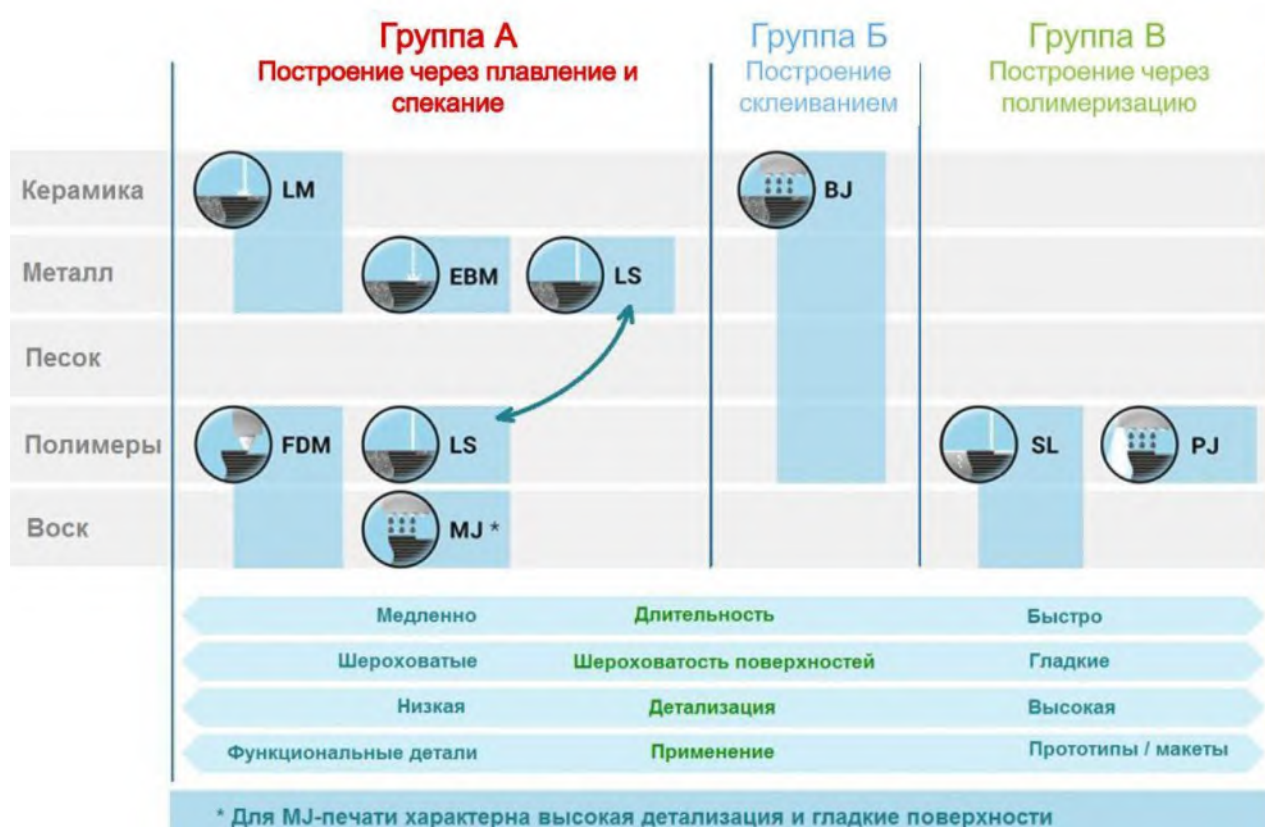 Группа А
Построение через плавление и
спекание
Группа Б
Построение
склеиванием
Группа В
Построение через
полимеризацию
Керамика
LM
BJ
Металл
EBM
LS
Песок
Полимеры
FDM
LS
SL
PJ
Воск
MJ *
Медленно Длительность Быстро
Шероховатые Шероховатость поверхностей Гладкие
Низкая Детализация Высокая
Функциональные детали Применение Прототипы / макеты
* Для MJ-печати характерна высокая детализация и гладкие поверхности